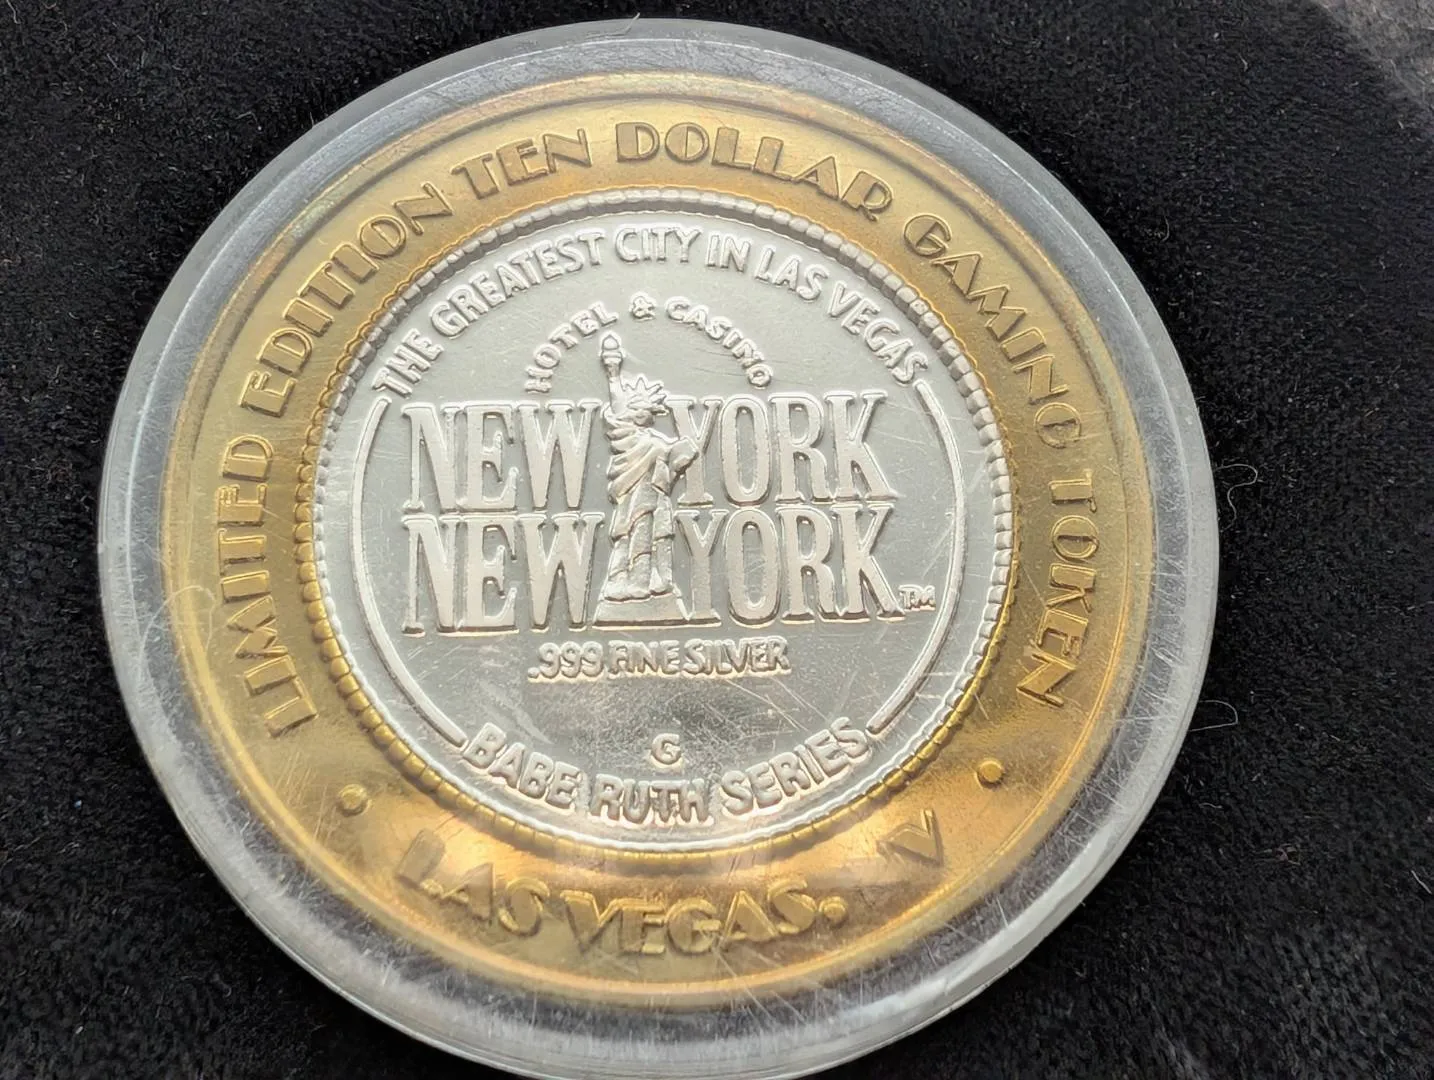 LIMITED EDITION TEN DOLLAR GAMING TOKEN
THE GREATEST CITY IN LAS VEGAS
HOTEL & CASINO
NEW YORK
NEW YORK TM
.999 FINE SILVER
G
BABE RUTH SERIES
LAS VEGAS, NV